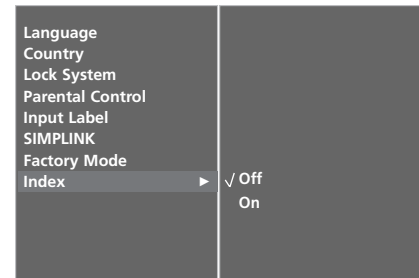 Language
Country
Lock System
Parental Control
Input Label
SIMPLINK
Factory Mode
Index ► √ Off
On